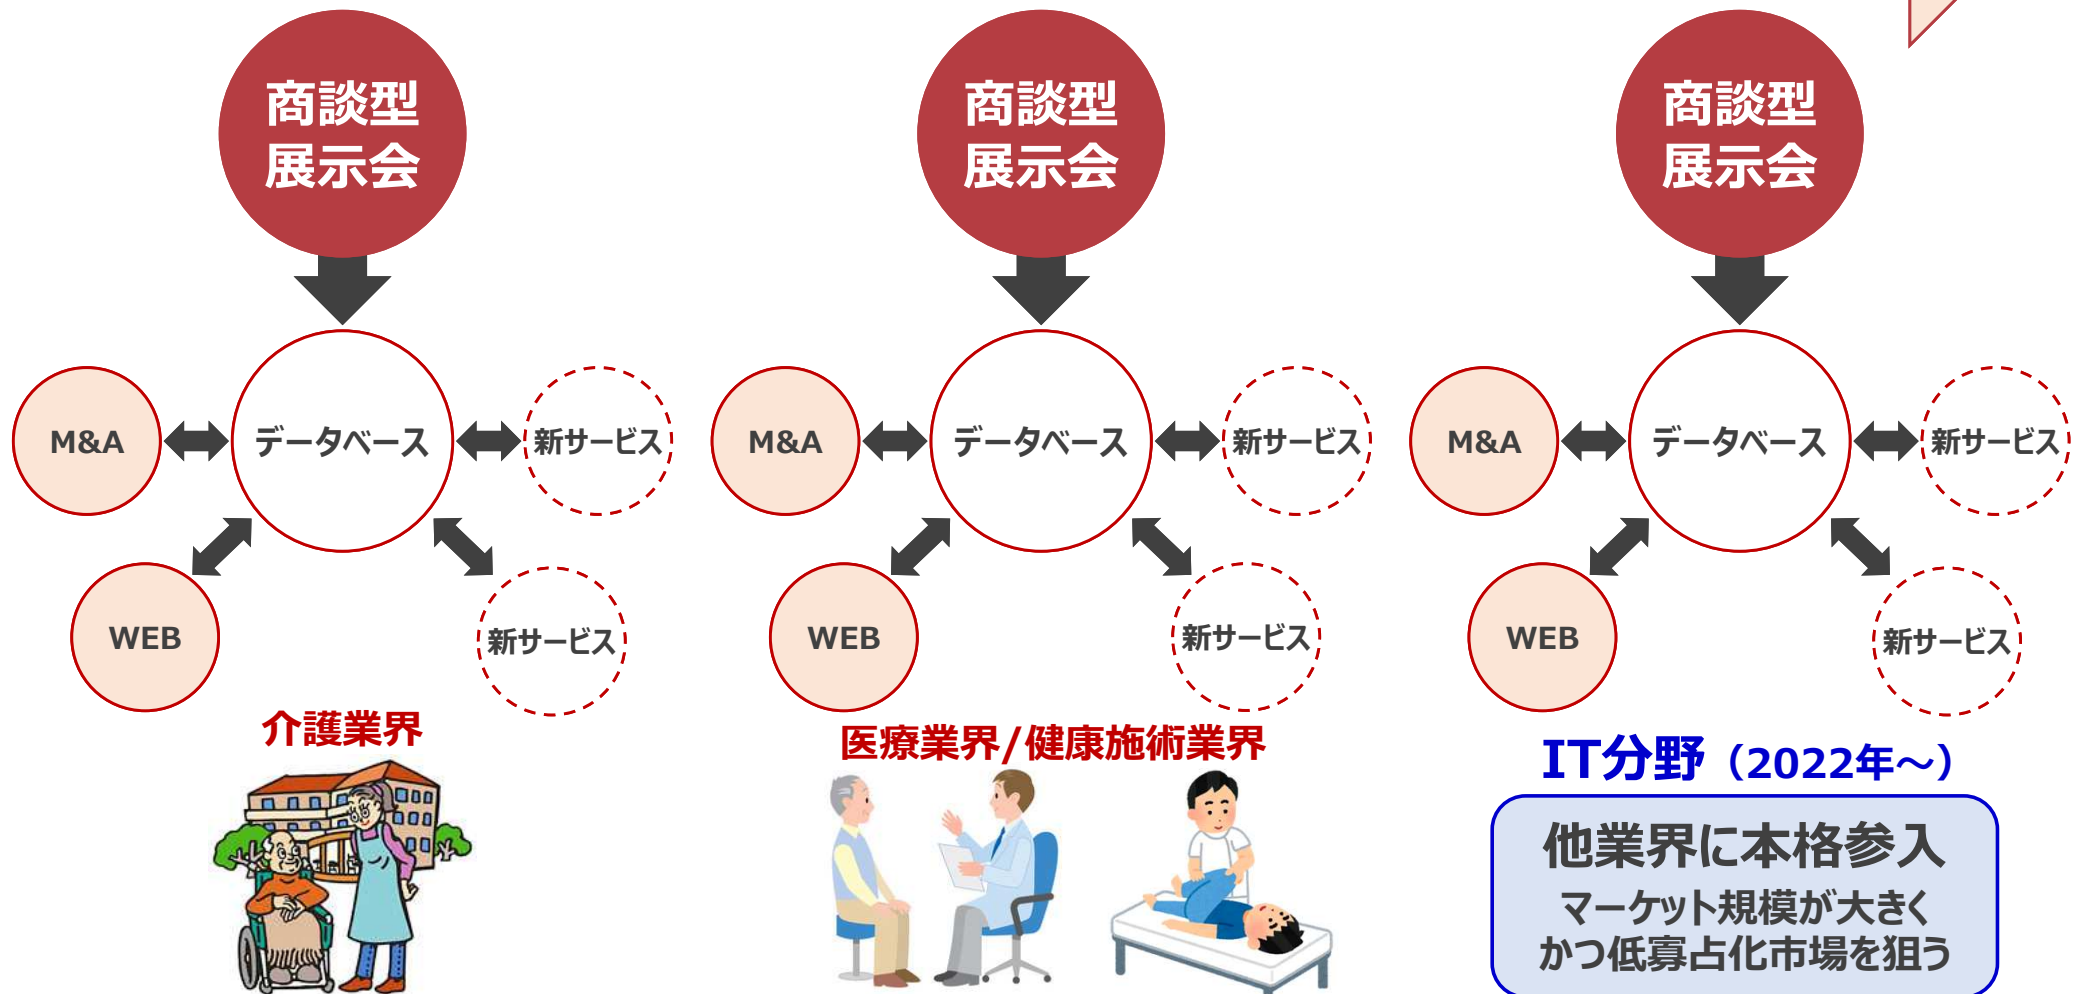 商談型
展示会
商談型
展示会
商談型
展示会
M&A
データベース
新サービス
M&A
データベース
新サービス
M&A
データベース
新サービス
WEB
新サービス
WEB
新サービス
WEB
新サービス
介護業界
医療業界/健康施術業界
IT分野（2022年～）
他業界に本格参入
マーケット規模が大きく
かつ低寡占化市場を狙う